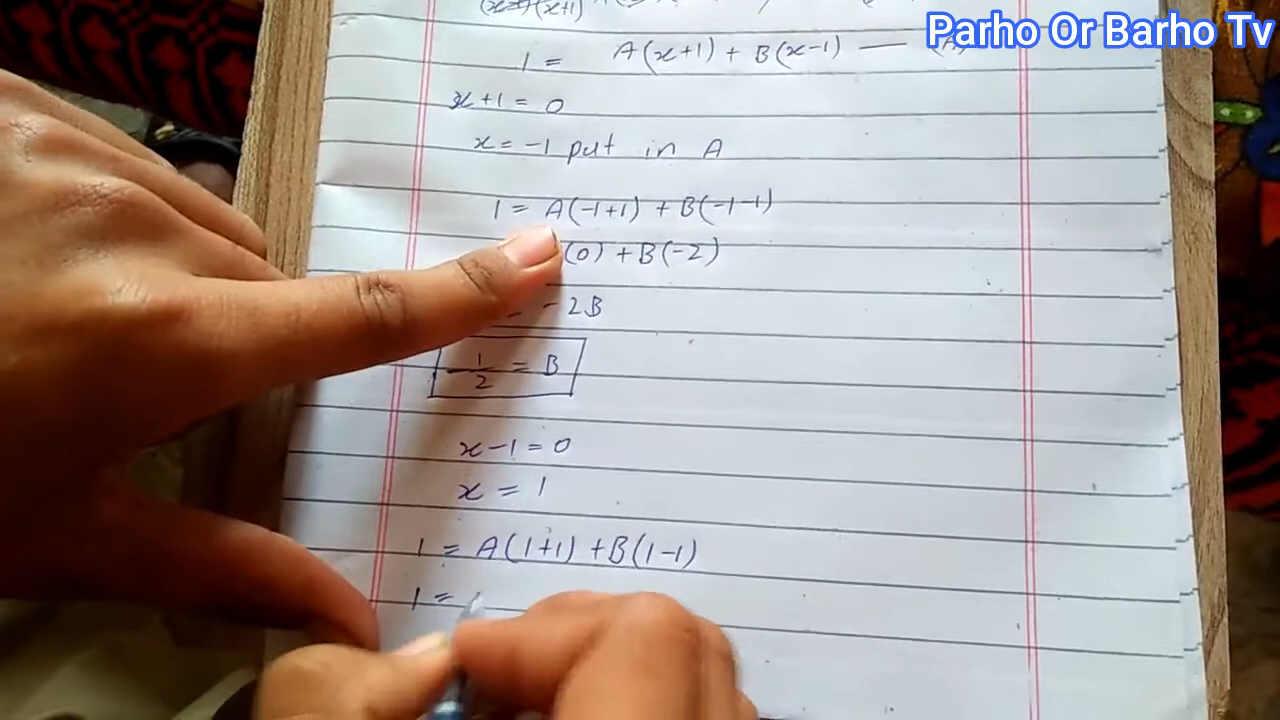 Parho Or Barho Tv
(x+1)
1 = A(x+1) + B(x-1) — (A)
x+1 = 0
x = -1 put in A
1 = A(-1+1) + B(-1-1)
(0) + B(-2)
= -2B
-1/2 = B
x-1 = 0
x = 1
1 = A(1+1) + B(1-1)
1 =